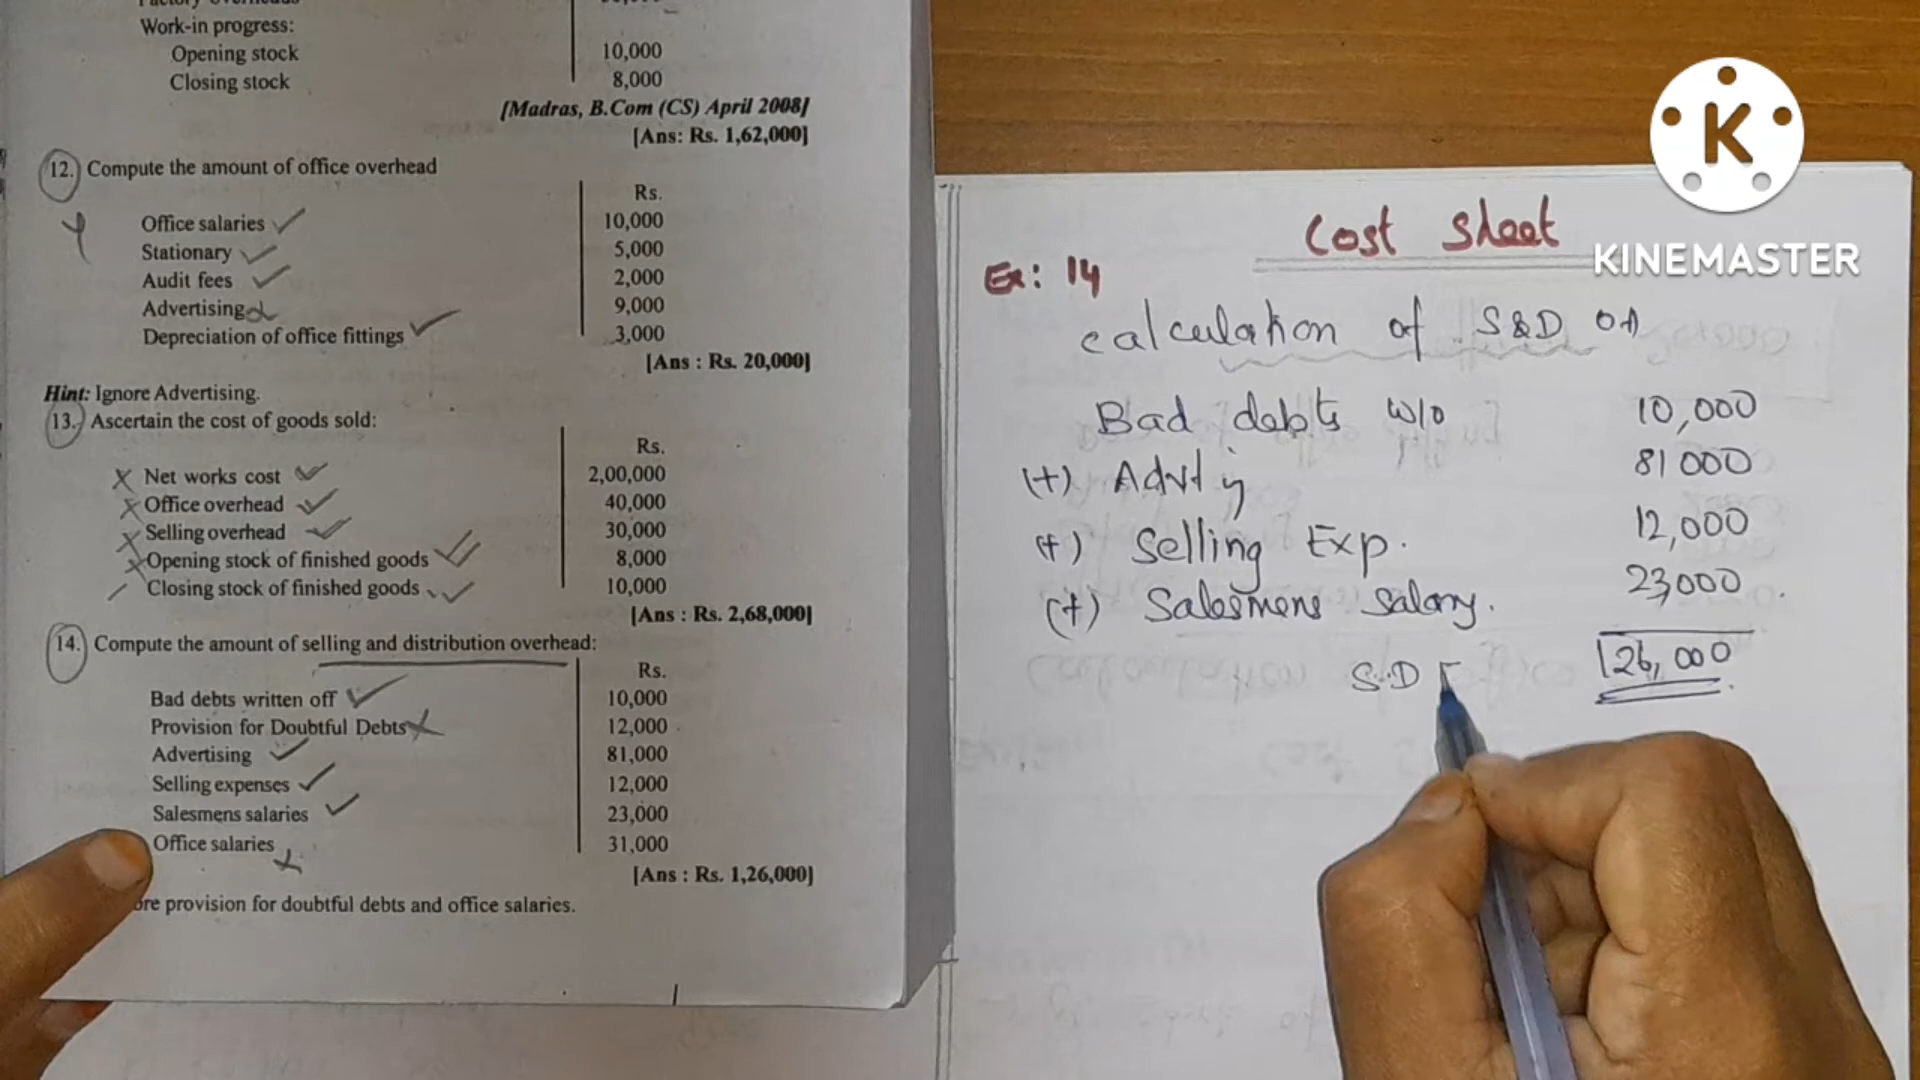 Work-in progress:
Opening stock 10,000
Closing stock 8,000
[Madras, B.Com (CS) April 2008]
[Ans: Rs. 1,62,000]
12. Compute the amount of office overhead
Rs.
Office salaries 10,000
Stationary 5,000
Audit fees 2,000
Advertising 9,000
Depreciation of office fittings 3,000
[Ans : Rs. 20,000]
Hint: Ignore Advertising.
13. Ascertain the cost of goods sold:
Rs.
Net works cost 2,00,000
Office overhead 40,000
Selling overhead 30,000
Opening stock of finished goods 8,000
Closing stock of finished goods 10,000
[Ans : Rs. 2,68,000]
14. Compute the amount of selling and distribution overhead:
Rs.
Bad debts written off 10,000
Provision for Doubtful Debts 12,000
Advertising 81,000
Selling expenses 12,000
Salesmens salaries 23,000
Office salaries 31,000
[Ans : Rs. 1,26,000]
provision for doubtful debts and office salaries.
K
KINEMASTER
Cost Sheet
Ex: 14
Calculation of S&D OH
Bad debts w/o 10,000
(+) Advt g 81000
(+) Selling Exp. 12,000
(+) Salesmens Salary. 23,000
S.D 126,000